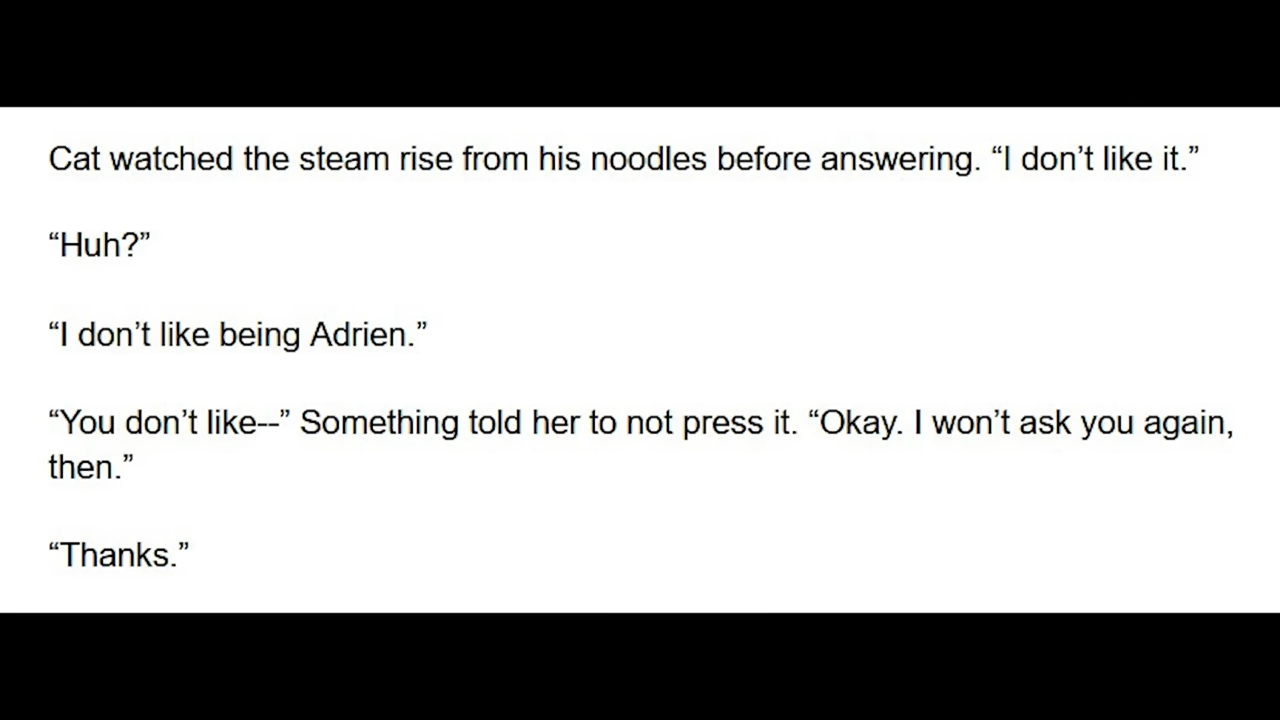 Cat watched the steam rise from his noodles before answering. “I don’t like it.”
“Huh?”
“I don’t like being Adrien.”
“You don’t like--” Something told her to not press it. “Okay. I won’t ask you again,
then.”
“Thanks.”